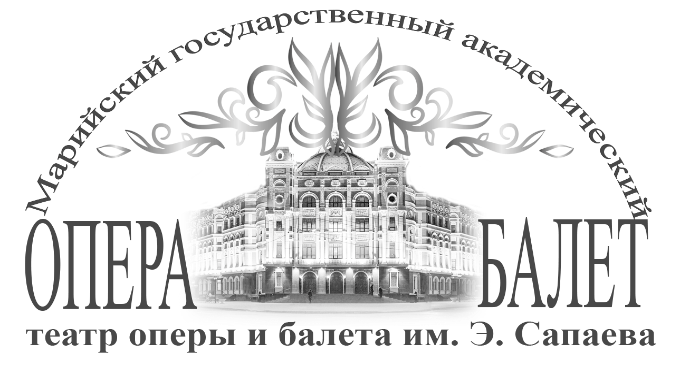 Марийский государственный академический
ОПЕРА БАЛЕТ
театр оперы и балета им. Э. Сапаева